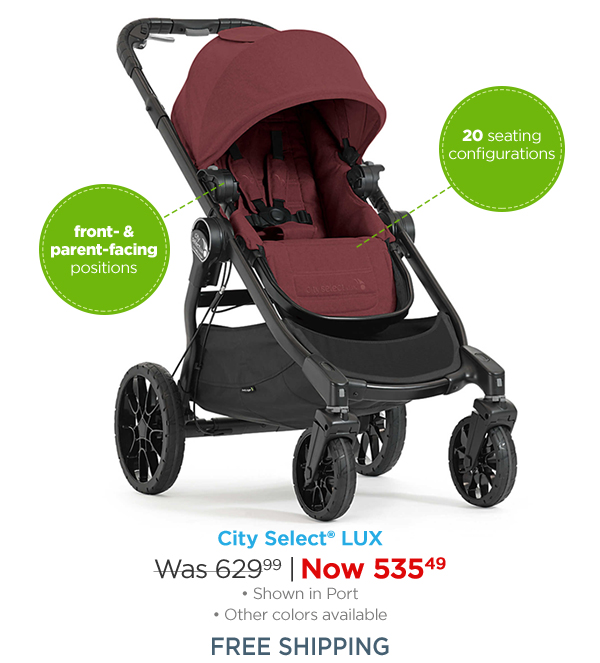 20 seating
configurations
front- &
parent-facing
positions
City Select® LUX
Was 629⁹⁹ | Now 535⁴⁹
• Shown in Port
• Other colors available
FREE SHIPPING